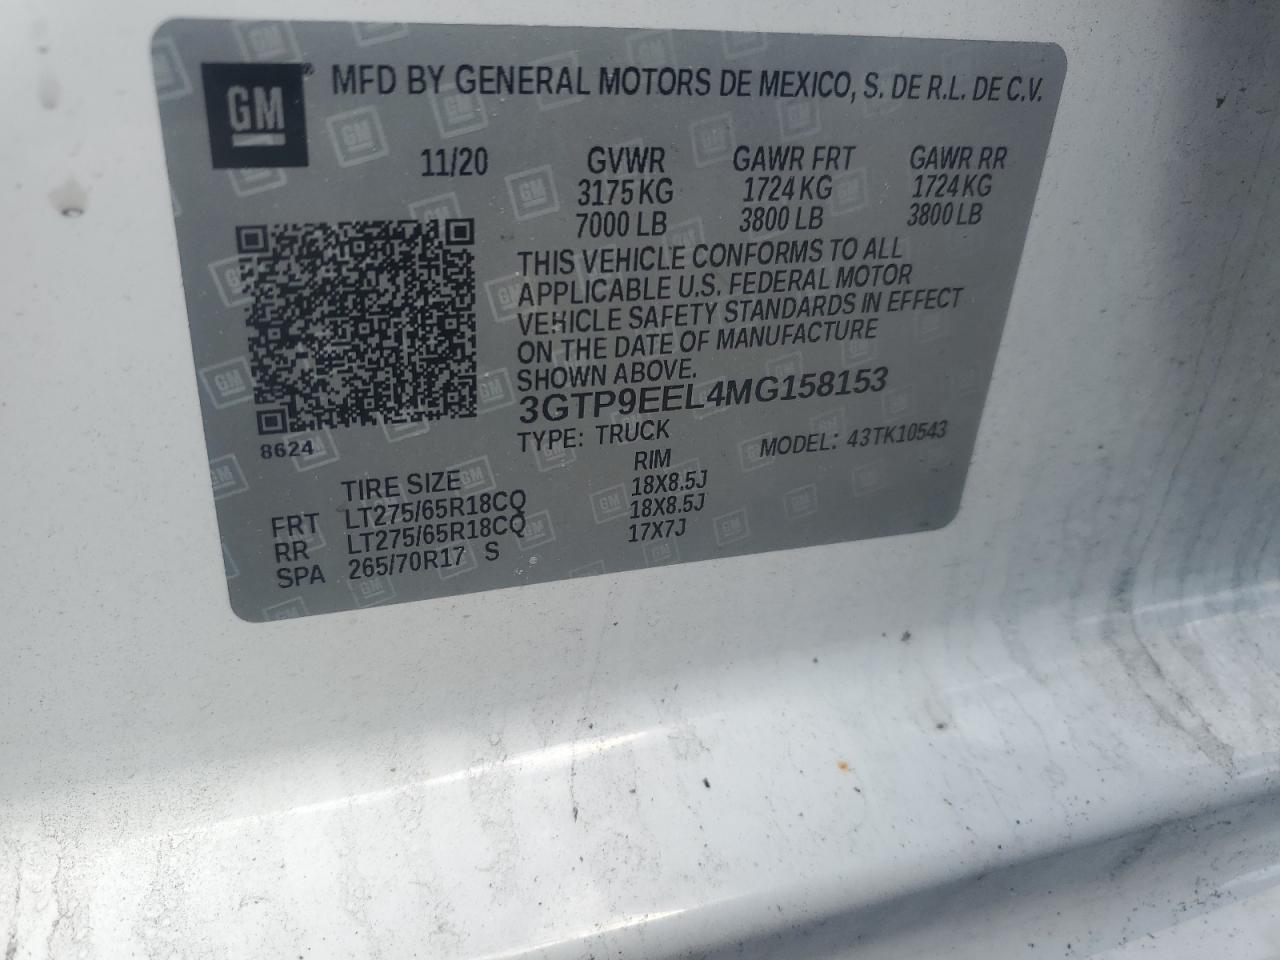 GM MFD BY GENERAL MOTORS DE MEXICO, S. DE R.L. DE C.V.
11/20 GVWR GAWR FRT GAWR RR
3175 KG 1724 KG 1724 KG
7000 LB 3800 LB 3800 LB
THIS VEHICLE CONFORMS TO ALL
APPLICABLE U.S. FEDERAL MOTOR
VEHICLE SAFETY STANDARDS IN EFFECT
ON THE DATE OF MANUFACTURE
SHOWN ABOVE.
3GTP9EEL4MG158153
8624
TYPE: TRUCK MODEL: 43TK10543
TIRE SIZE RIM
FRT LT275/65R18CQ 18X8.5J
RR LT275/65R18CQ 18X8.5J
SPA 265/70R17 S 17X7J